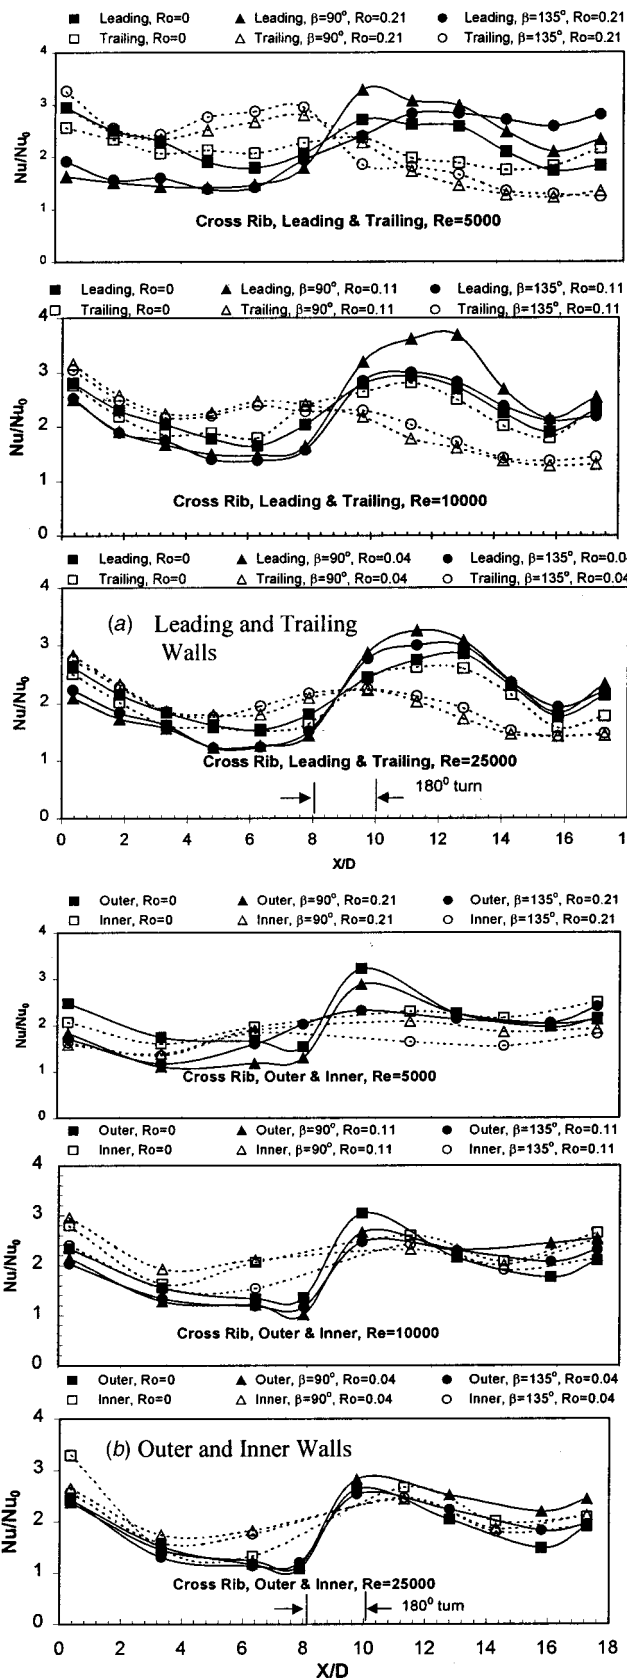 Leading, Ro=0 Leading, β=90°, Ro=0.21 Leading, β=135°, Ro=0.21
Trailing, Ro=0 Trailing, β=90°, Ro=0.21 Trailing, β=135°, Ro=0.21
4
3
Nu/Nu0
2
1
Cross Rib, Leading & Trailing, Re=5000
0
Leading, Ro=0 Leading, β=90°, Ro=0.11 Leading, β=135°, Ro=0.11
Trailing, Ro=0 Trailing, β=90°, Ro=0.11 Trailing, β=135°, Ro=0.11
4
3
Nu/Nu0
2
1
Cross Rib, Leading & Trailing, Re=10000
0
Leading, Ro=0 Leading, β=90°, Ro=0.04 Leading, β=135°, Ro=0.04
Trailing, Ro=0 Trailing, β=90°, Ro=0.04 Trailing, β=135°, Ro=0.04
4
(a) Leading and Trailing
Walls
3
Nu/Nu0
2
1
Cross Rib, Leading & Trailing, Re=25000
180° turn
0
0 2 4 6 8 10 12 14 16 1
X/D
Outer, Ro=0 Outer, β=90°, Ro=0.21 Outer, β=135°, Ro=0.21
Inner, Ro=0 Inner, β=90°, Ro=0.21 Inner, β=135°, Ro=0.21
4
3
Nu/Nu0
2
1
Cross Rib, Outer & Inner, Re=5000
0
Outer, Ro=0 Outer, β=90°, Ro=0.11 Outer, β=135°, Ro=0.11
Inner, Ro=0 Inner, β=90°, Ro=0.11 Inner, β=135°, Ro=0.11
4
3
Nu/Nu0
2
1
Cross Rib, Outer & Inner, Re=10000
0
Outer, Ro=0 Outer, β=90°, Ro=0.04 Outer, β=135°, Ro=0.04
Inner, Ro=0 Inner, β=90°, Ro=0.04 Inner, β=135°, Ro=0.04
4
(b) Outer and Inner Walls
3
Nu/Nu0
2
1
Cross Rib, Outer & Inner, Re=25000
180° turn
0
0 2 4 6 8 10 12 14 16 18
X/D